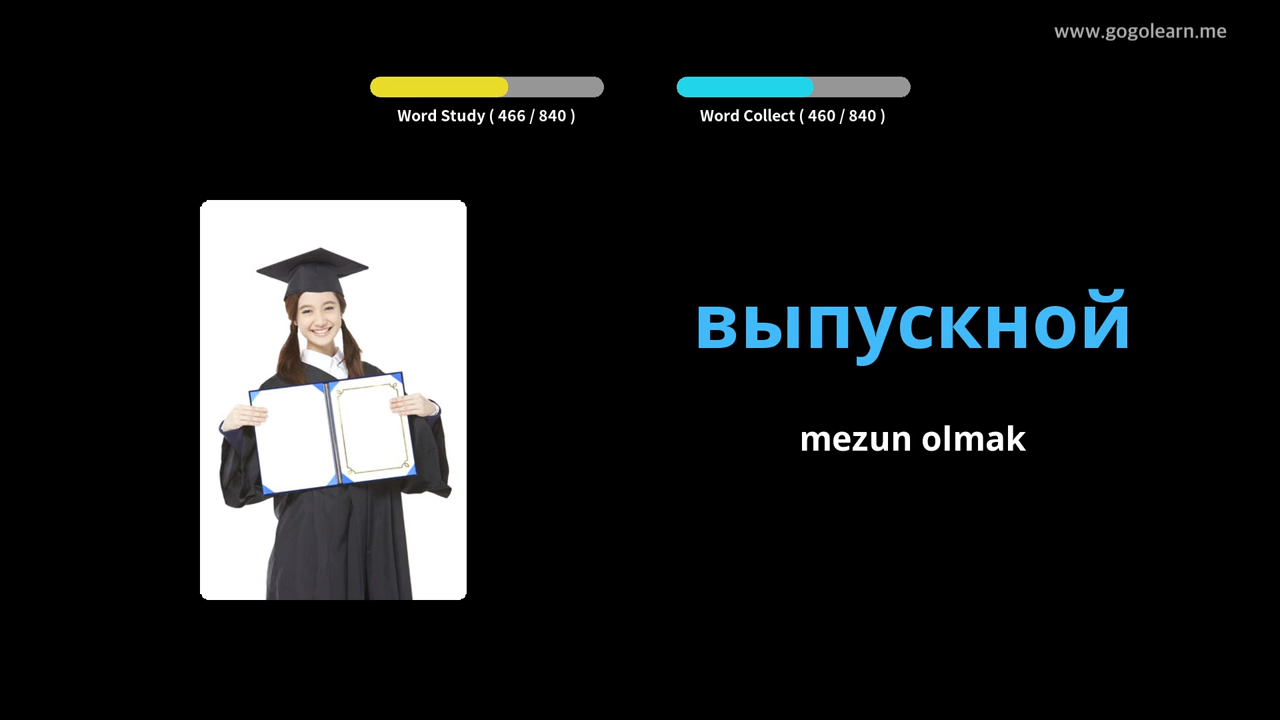 www.gogolearn.me
Word Study ( 466 / 840 )
Word Collect ( 460 / 840 )
выпускной
mezun olmak